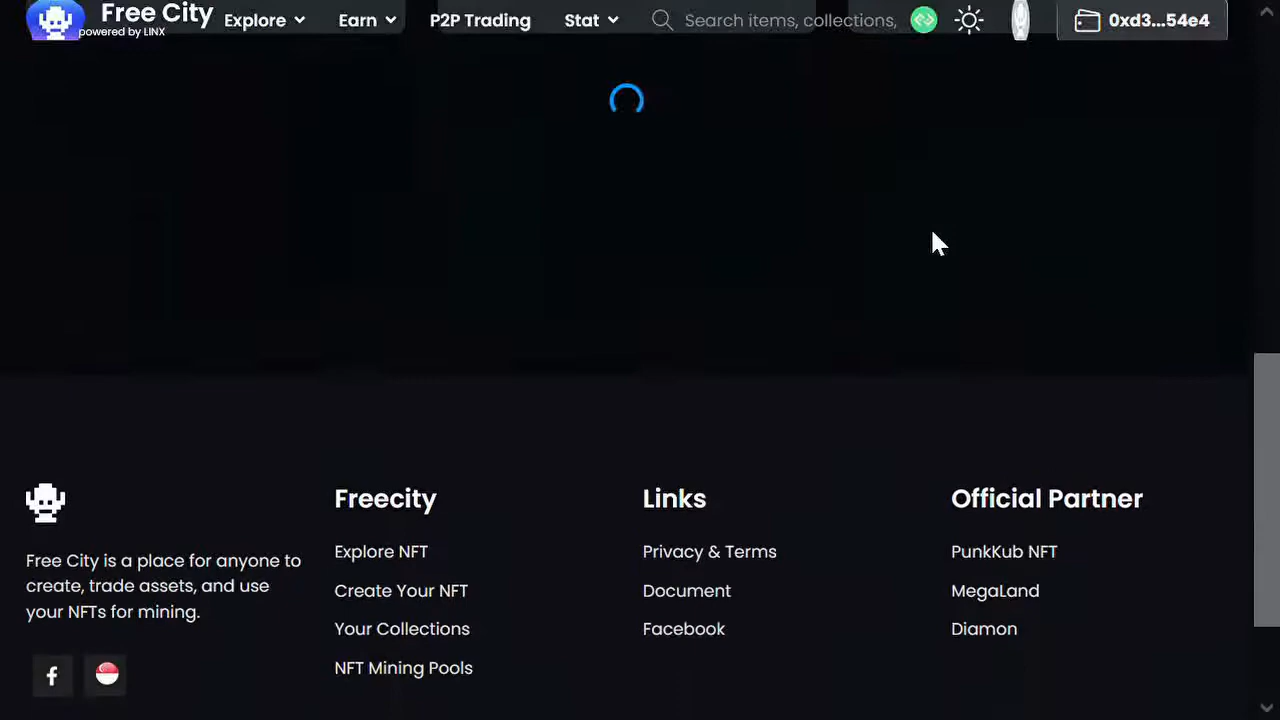 Free City
powered by LINX
Explore
Earn
P2P Trading
Stat
Search items, collections,
0xd3...54e4
Free City is a place for anyone to
create, trade assets, and use
your NFTs for mining.
Freecity
Explore NFT
Create Your NFT
Your Collections
NFT Mining Pools
Links
Privacy & Terms
Document
Facebook
Official Partner
PunkKub NFT
MegaLand
Diamon